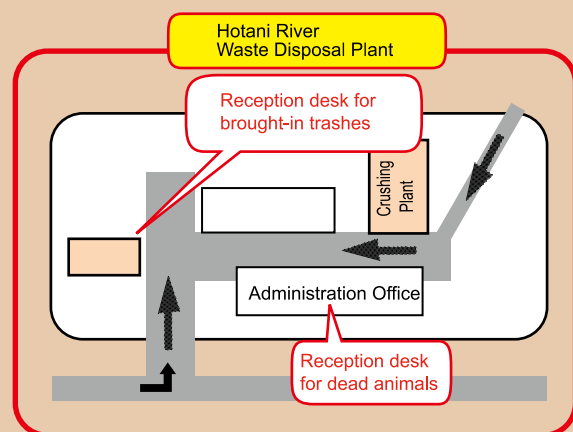 Hotani River
Waste Disposal Plant
Reception desk for
brought-in trashes
Crushing
Plant
Administration Office
Reception desk
for dead animals